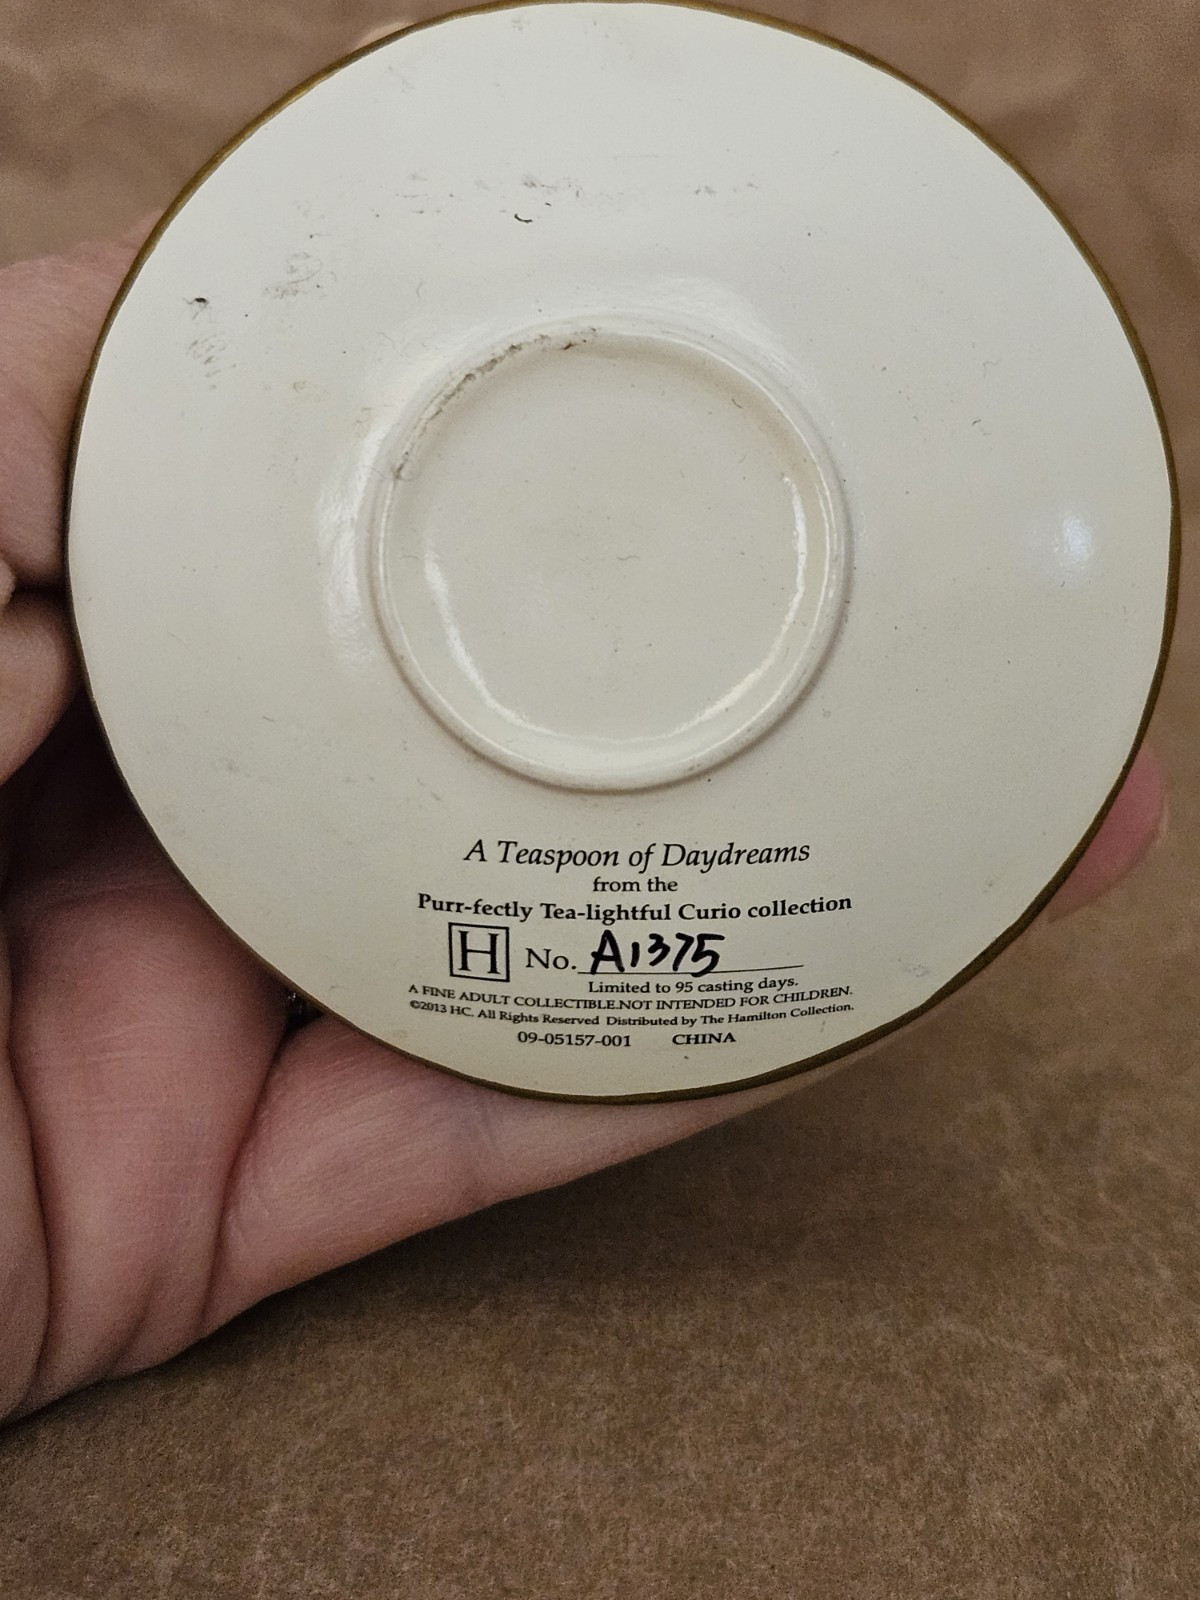 A Teaspoon of Daydreams
from the
Purr-fectly Tea-lightful Curio collection
H No. A1375
Limited to 95 casting days.
A FINE ADULT COLLECTIBLE.NOT INTENDED FOR CHILDREN.
©2013 HC. All Rights Reserved Distributed by The Hamilton Collection.
09-05157-001 CHINA